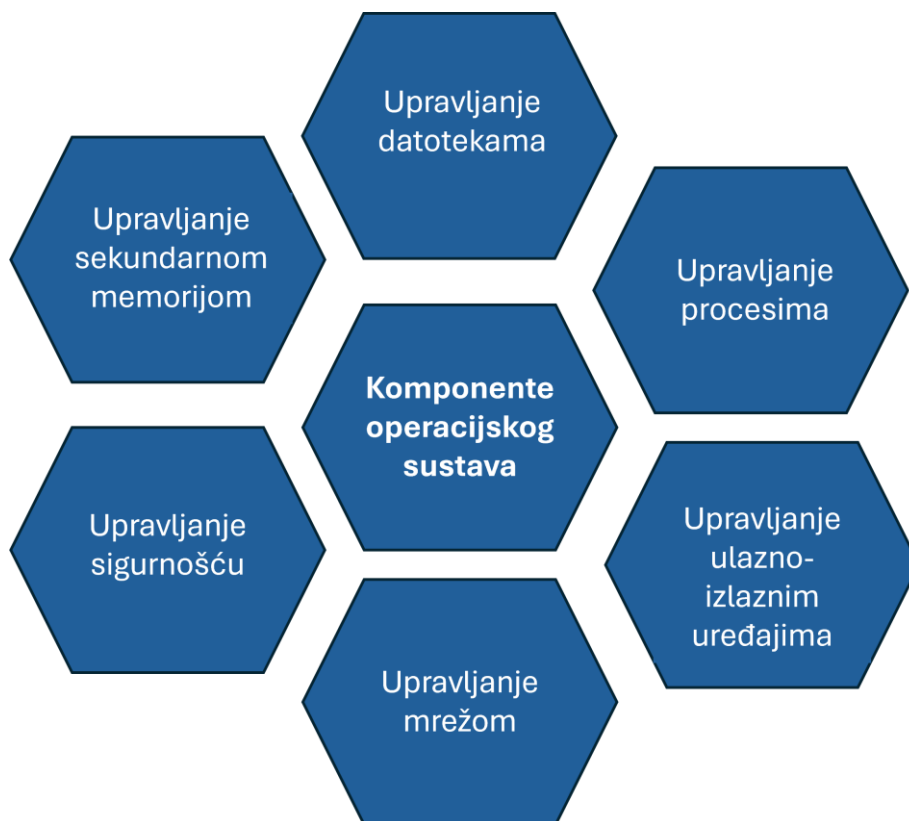 Upravljanje
datotekama
Upravljanje
sekundarnom
memorijom
Upravljanje
procesima
Komponente
operacijskog
sustava
Upravljanje
sigurnošću
Upravljanje
ulazno-
izlaznim
uređajima
Upravljanje
mrežom